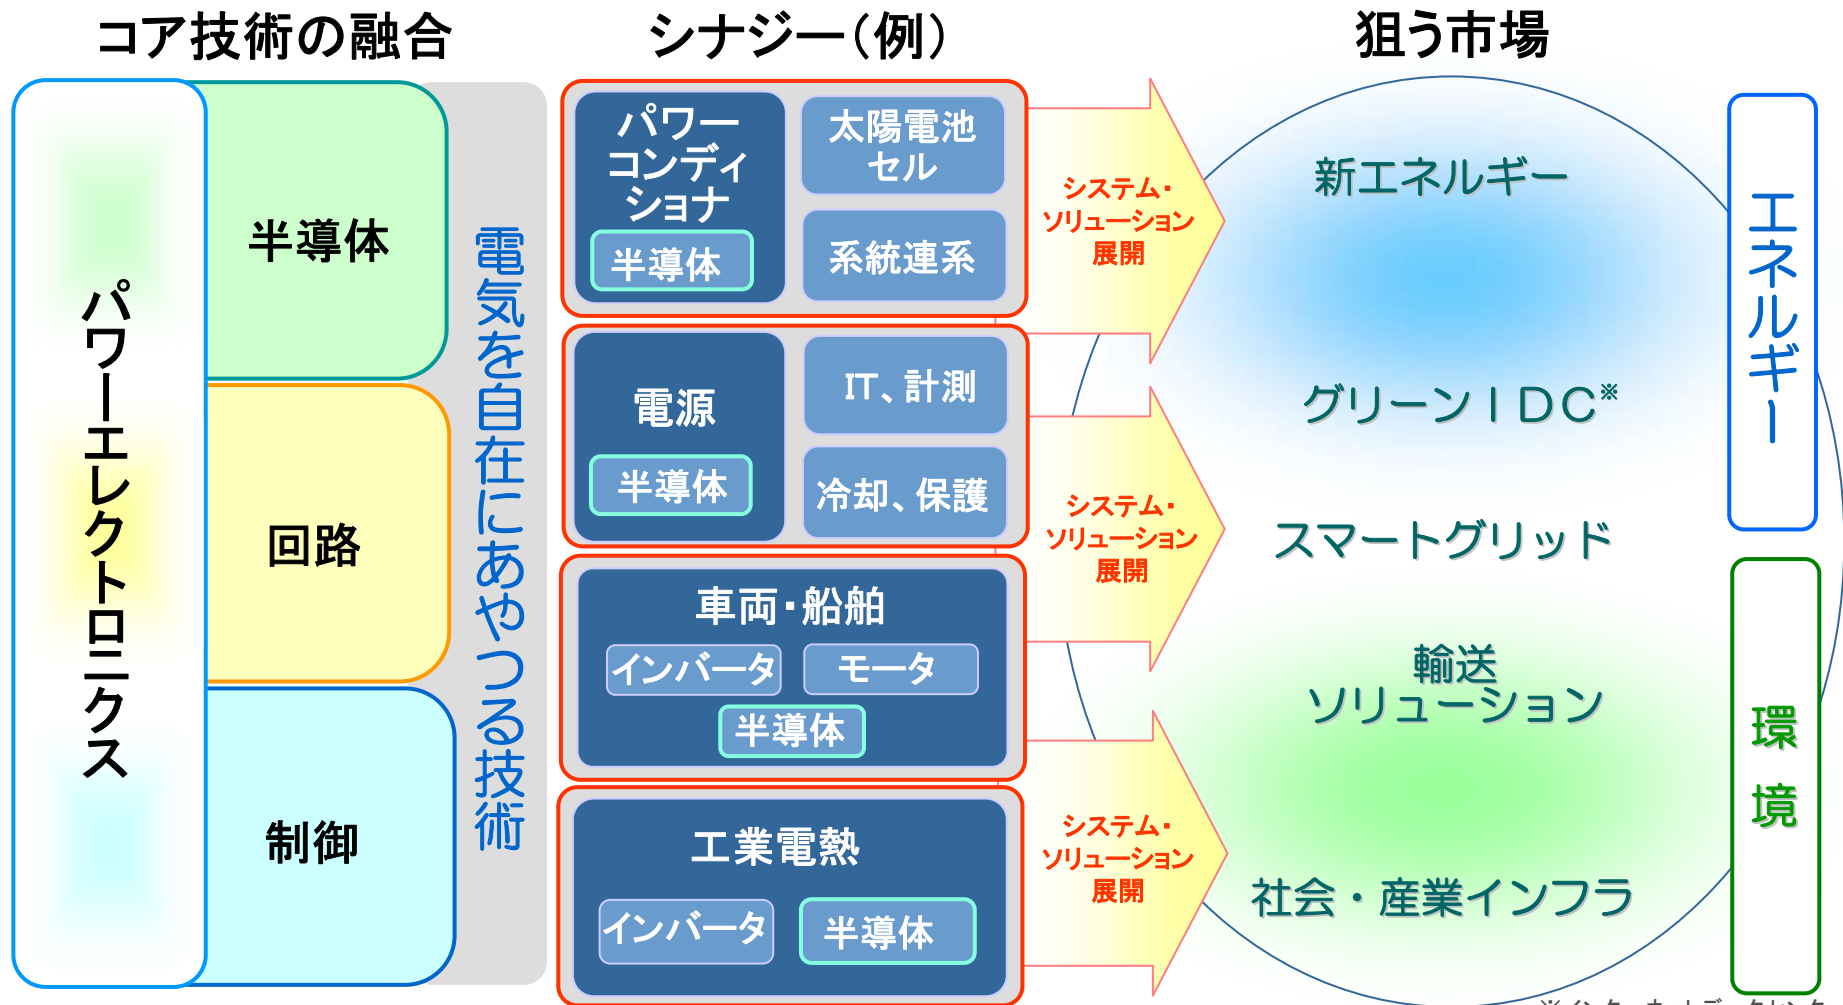 コア技術の融合
シナジー（例）
狙う市場
パワーエレクトロニクス
半導体
回路
制御
電気を自在にあやつる技術
パワー
コンディ
ショナ
半導体
太陽電池
セル
系統連系
電源
半導体
IT、計測
冷却、保護
車両・船舶
インバータ
モータ
半導体
工業電熱
インバータ
半導体
システム・
ソリューション
展開
システム・
ソリューション
展開
システム・
ソリューション
展開
新エネルギー
グリーンＩＤＣ※
スマートグリッド
輸送
ソリューション
社会・産業インフラ
エネルギー
環境